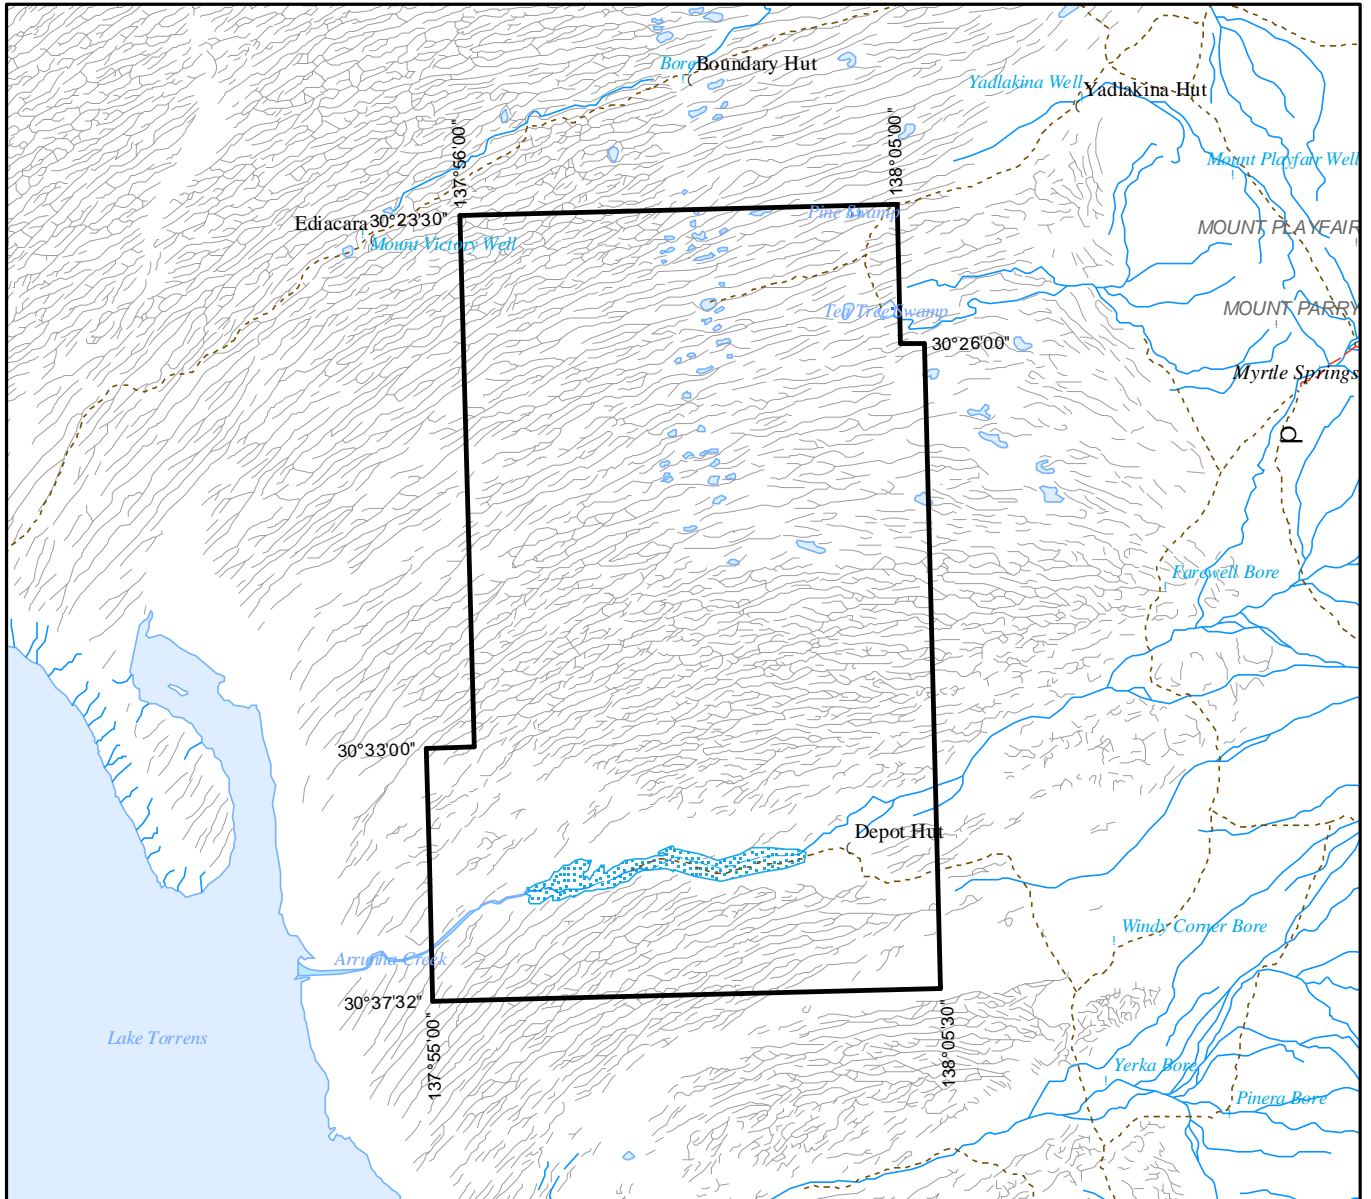 Bore
Boundary Hut
Yadlakina Well
Yadlakina Hut
137°56'00"
138°05'00"
Mount Playfair Well
Ediacara
30°23'30"
Pine Swamp
Mount Victory Well
MOUNT PLAYFAIR
Tea Tree Swamp
MOUNT PARRY
30°26'00"
Myrtle Springs
p
Farewell Bore
30°33'00"
Depot Hut
Windy Corner Bore
Arrunha Creek
30°37'32"
Lake Torrens
137°55'00"
138°05'30"
Yerka Bore
Pinera Bore